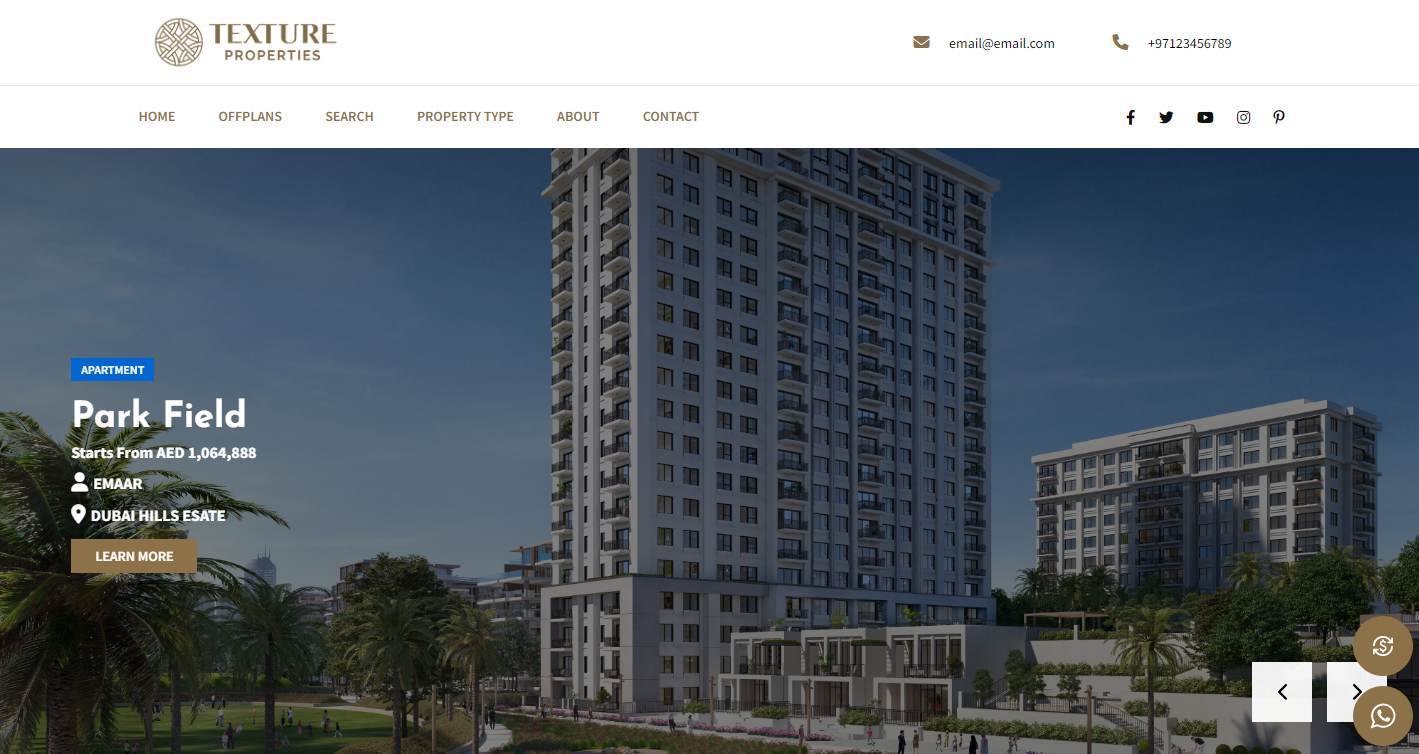 TEXTURE
PROPERTIES
email@email.com
+97123456789
HOME OFFPLANS SEARCH PROPERTY TYPE ABOUT CONTACT
APARTMENT
Park Field
Starts From AED 1,064,888
EMAAR
DUBAI HILLS ESATE
LEARN MORE